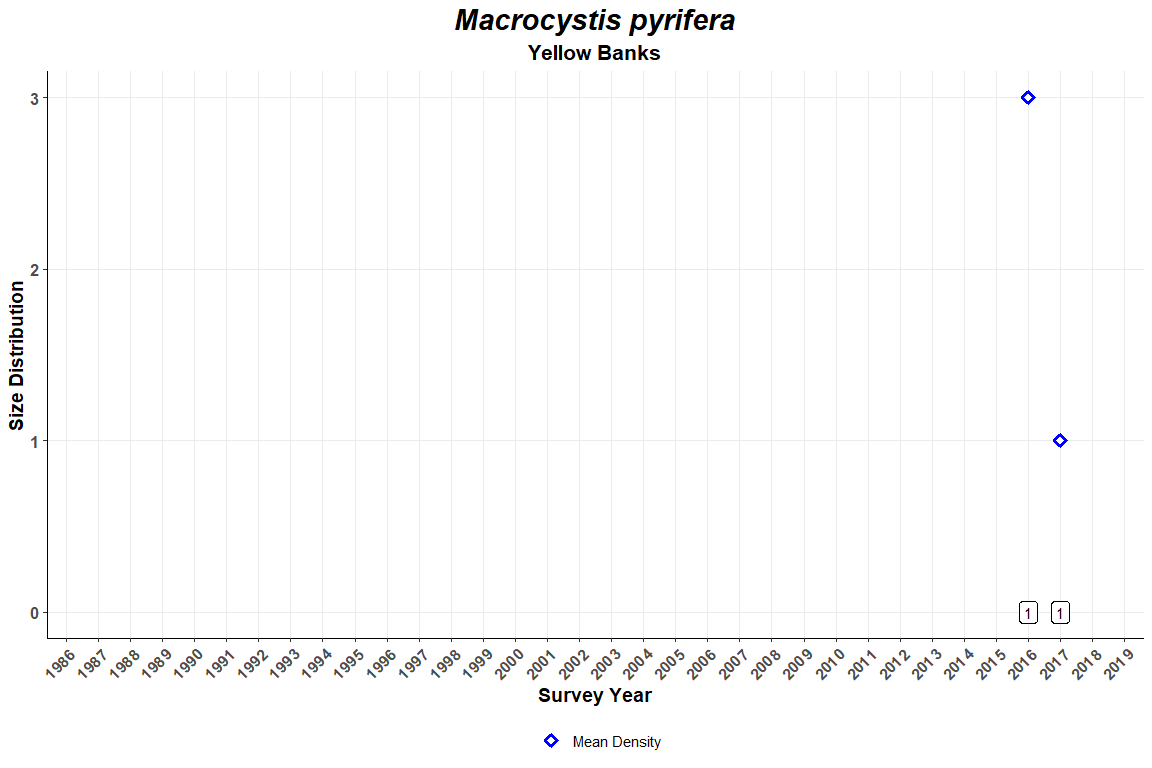 Macrocystis pyrifera
Yellow Banks
Size Distribution
3
2
1
0
1 1
1986 1987 1988 1989 1990 1991 1992 1993 1994 1995 1996 1997 1998 1999 2000 2001 2002 2003 2004 2005 2006 2007 2008 2009 2010 2011 2012 2013 2014 2015 2016 2017 2018 2019
Survey Year
Mean Density